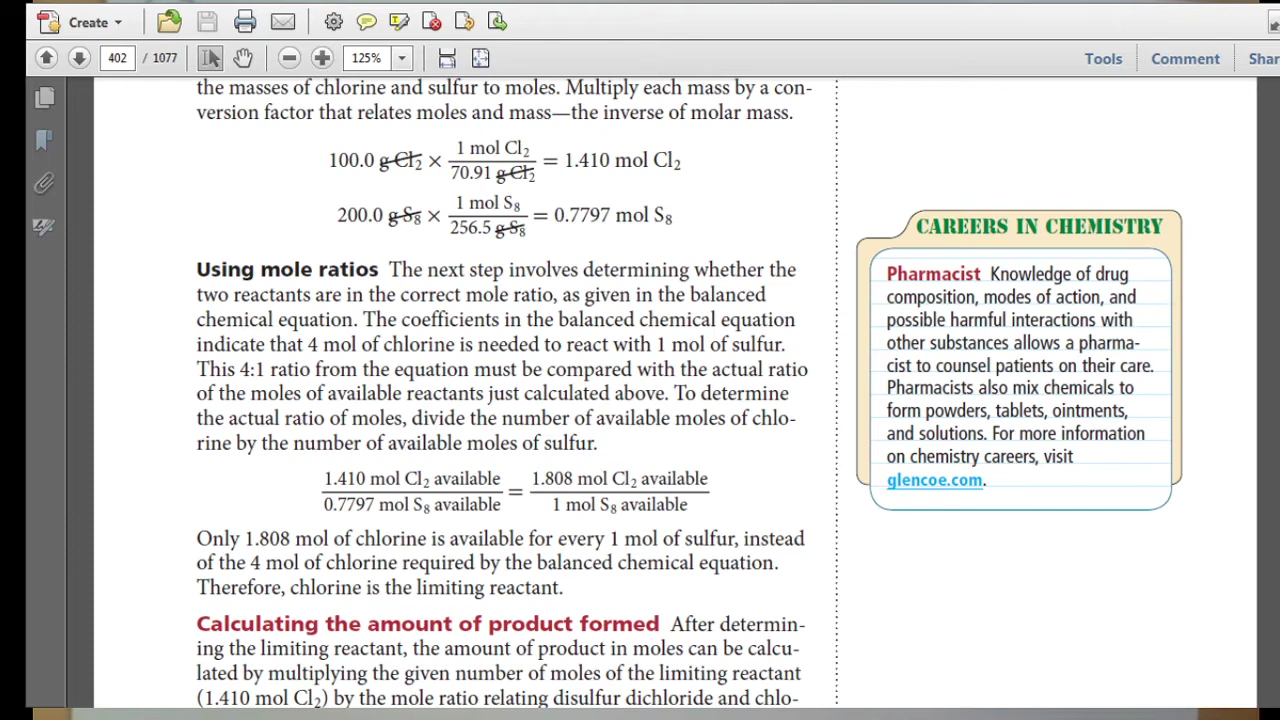 Create
402 / 1077
125%
Tools
Comment
Shar
the masses of chlorine and sulfur to moles. Multiply each mass by a con-
version factor that relates moles and mass—the inverse of molar mass.
100.0 g Cl₂ × 1 mol Cl₂ / 70.91 g Cl₂ = 1.410 mol Cl₂
200.0 g S₈ × 1 mol S₈ / 256.5 g S₈ = 0.7797 mol S₈
Using mole ratios The next step involves determining whether the
two reactants are in the correct mole ratio, as given in the balanced
chemical equation. The coefficients in the balanced chemical equation
indicate that 4 mol of chlorine is needed to react with 1 mol of sulfur.
This 4:1 ratio from the equation must be compared with the actual ratio
of the moles of available reactants just calculated above. To determine
the actual ratio of moles, divide the number of available moles of chlo-
rine by the number of available moles of sulfur.
1.410 mol Cl₂ available / 0.7797 mol S₈ available = 1.808 mol Cl₂ available / 1 mol S₈ available
Only 1.808 mol of chlorine is available for every 1 mol of sulfur, instead
of the 4 mol of chlorine required by the balanced chemical equation.
Therefore, chlorine is the limiting reactant.
Calculating the amount of product formed After determin-
ing the limiting reactant, the amount of product in moles can be calcu-
lated by multiplying the given number of moles of the limiting reactant
(1.410 mol Cl₂) by the mole ratio relating disulfur dichloride and chlo-
CAREERS IN CHEMISTRY
Pharmacist Knowledge of drug
composition, modes of action, and
possible harmful interactions with
other substances allows a pharma-
cist to counsel patients on their care.
Pharmacists also mix chemicals to
form powders, tablets, ointments,
and solutions. For more information
on chemistry careers, visit
glencoe.com.